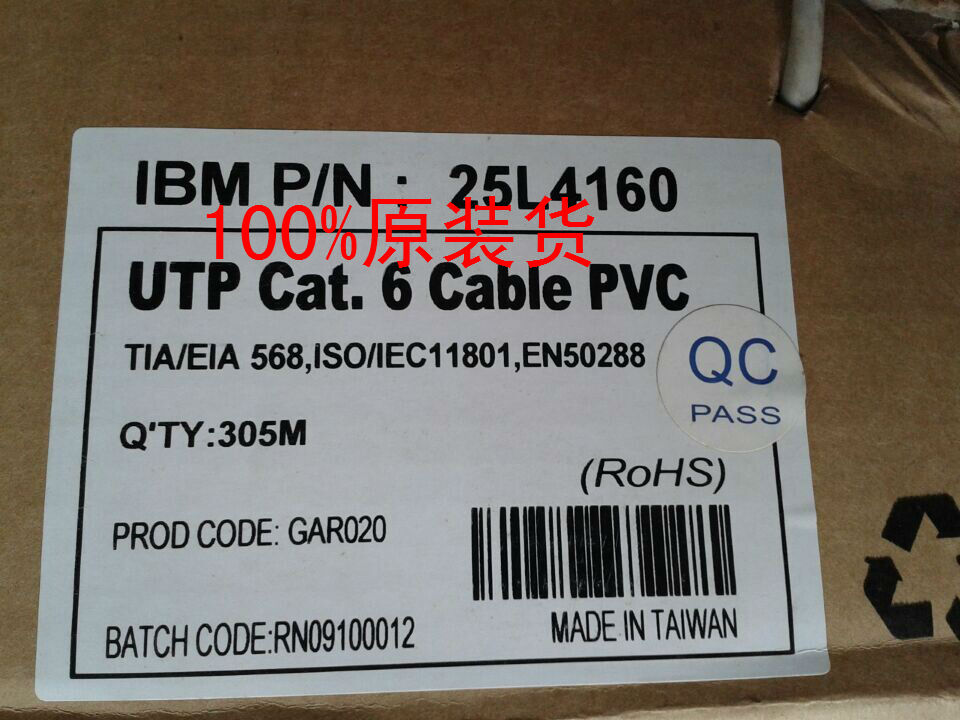 IBM P/N : 25L4160
100%原装货
UTP Cat. 6 Cable PVC
TIA/EIA 568,ISO/IEC11801,EN50288
QC
PASS
Q'TY:305M
(RoHS)
PROD CODE: GAR020
BATCH CODE:RN09100012
MADE IN TAIWAN